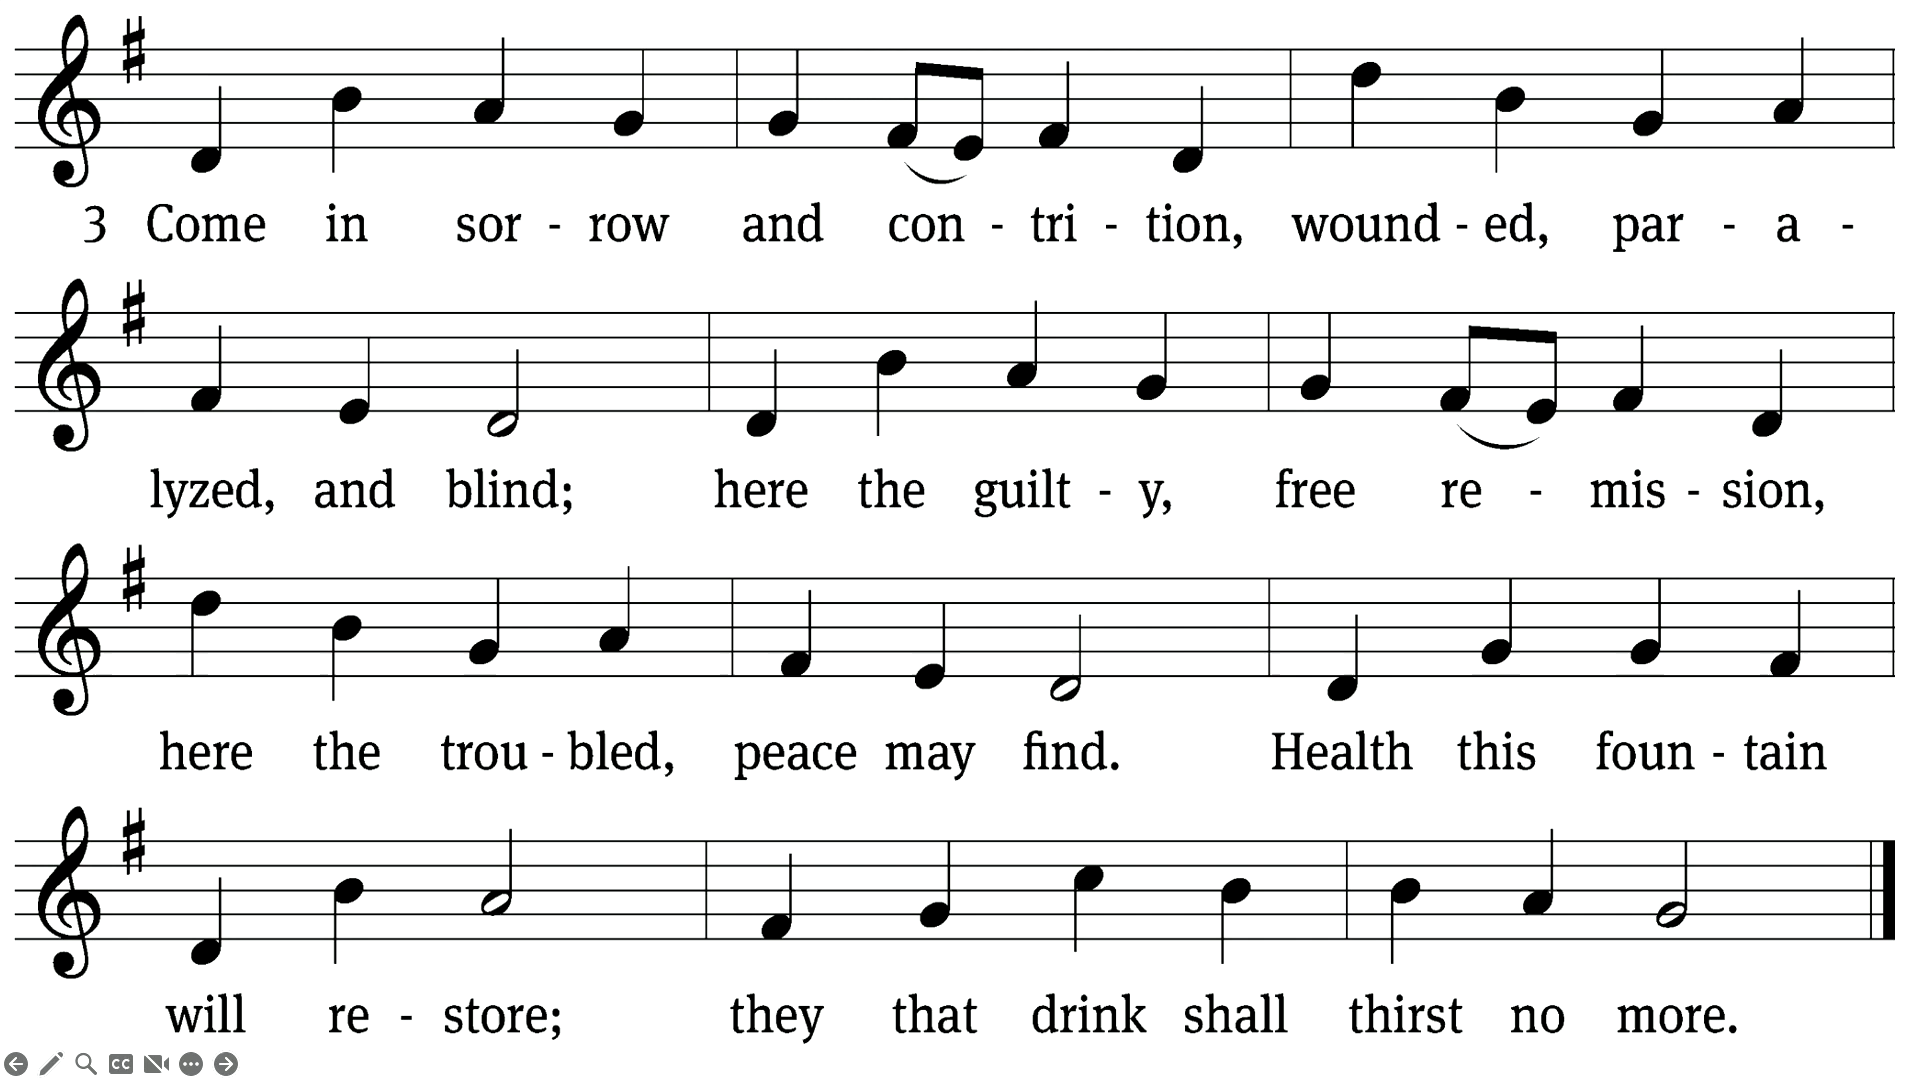 3 Come in sor - row and con - tri - tion, wound - ed, par - a -
lyzed, and blind; here the guilt - y, free re - mis - sion,
here the trou - bled, peace may find. Health this foun - tain
will re - store; they that drink shall thirst no more.
CC